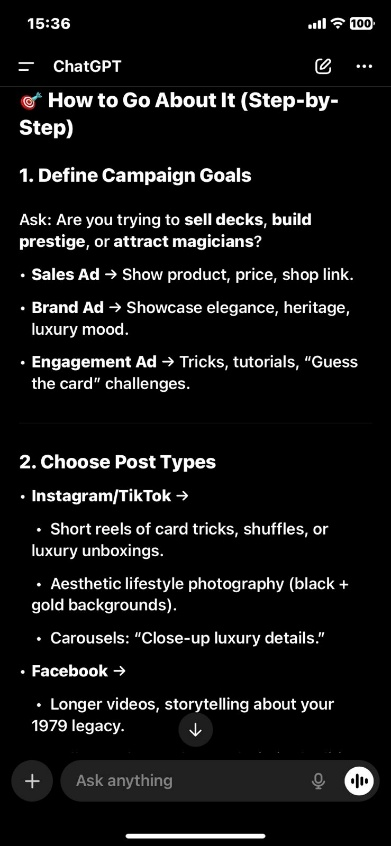 15:36
100
ChatGPT
🎯 How to Go About It (Step-by-
Step)
1. Define Campaign Goals
Ask: Are you trying to sell decks, build
prestige, or attract magicians?
• Sales Ad → Show product, price, shop link.
• Brand Ad → Showcase elegance, heritage,
luxury mood.
• Engagement Ad → Tricks, tutorials, “Guess
the card” challenges.
2. Choose Post Types
• Instagram/TikTok →
• Short reels of card tricks, shuffles, or
luxury unboxings.
• Aesthetic lifestyle photography (black +
gold backgrounds).
• Carousels: “Close-up luxury details.”
• Facebook →
• Longer videos, storytelling about your
1979 legacy.
Ask anything